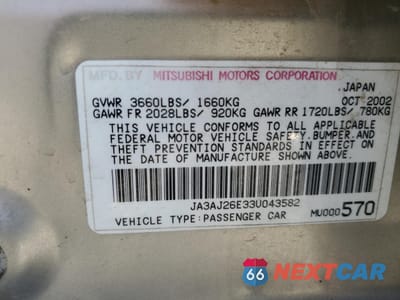 MFD. BY MITSUBISHI MOTORS CORPORATION
JAPAN
GVWR 3660LBS/ 1660KG OCT 2002
GAWR FR 2028LBS/ 920KG GAWR RR 1720LBS/ 780KG
THIS VEHICLE CONFORMS TO ALL APPLICABLE
FEDERAL MOTOR VEHICLE SAFETY,BUMPER,AND
THEFT PREVENTION STANDARDS IN EFFECT ON THE
DATE OF MANUFACTURE SHOWN ABOVE.
JA3AJ26E33U043582
VEHICLE TYPE:PASSENGER CAR MU000570
66 NEXTCAR